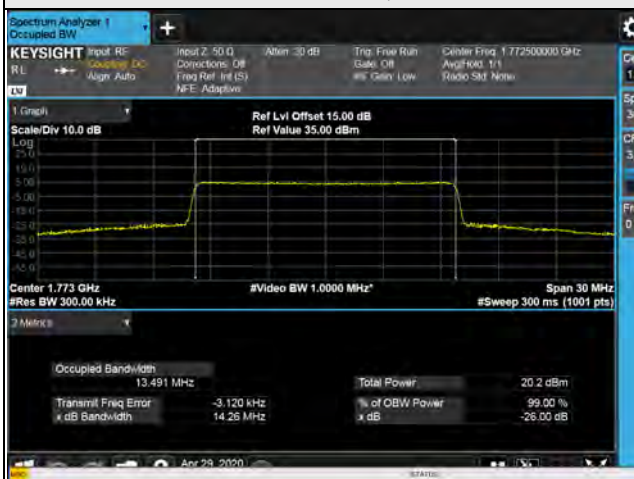 Spectrum Analyzer 1
Occupied BW
KEYSIGHT Input: RF Input Z: 50 Ω Atten: 30 dB Trig: Free Run Center Freq: 1.772500000 GHz
RL Coupling: DC Corrections: Off Gate: Off Avg|Hold: 1/1
Align: Auto Freq Ref: Int (S) #IF Gain: Low Radio Std: None
NFE: Adaptive
1 Graph
Scale/Div 10.0 dB
Ref Lvl Offset 15.00 dB
Ref Value 35.00 dBm
Log
25.0
15.0
5.00
-5.00
-15.0
-25.0
-35.0
-45.0
-55.0
Center 1.773 GHz #Video BW 1.0000 MHz* Span 30 MHz
#Res BW 300.00 kHz #Sweep 300 ms (1001 pts)
2 Metrics
Occupied Bandwidth
13.491 MHz Total Power 20.2 dBm
Transmit Freq Error -3.120 kHz % of OBW Power 99.00 %
x dB Bandwidth 14.26 MHz x dB -26.00 dB
Apr 29, 2020
MSG STATUS